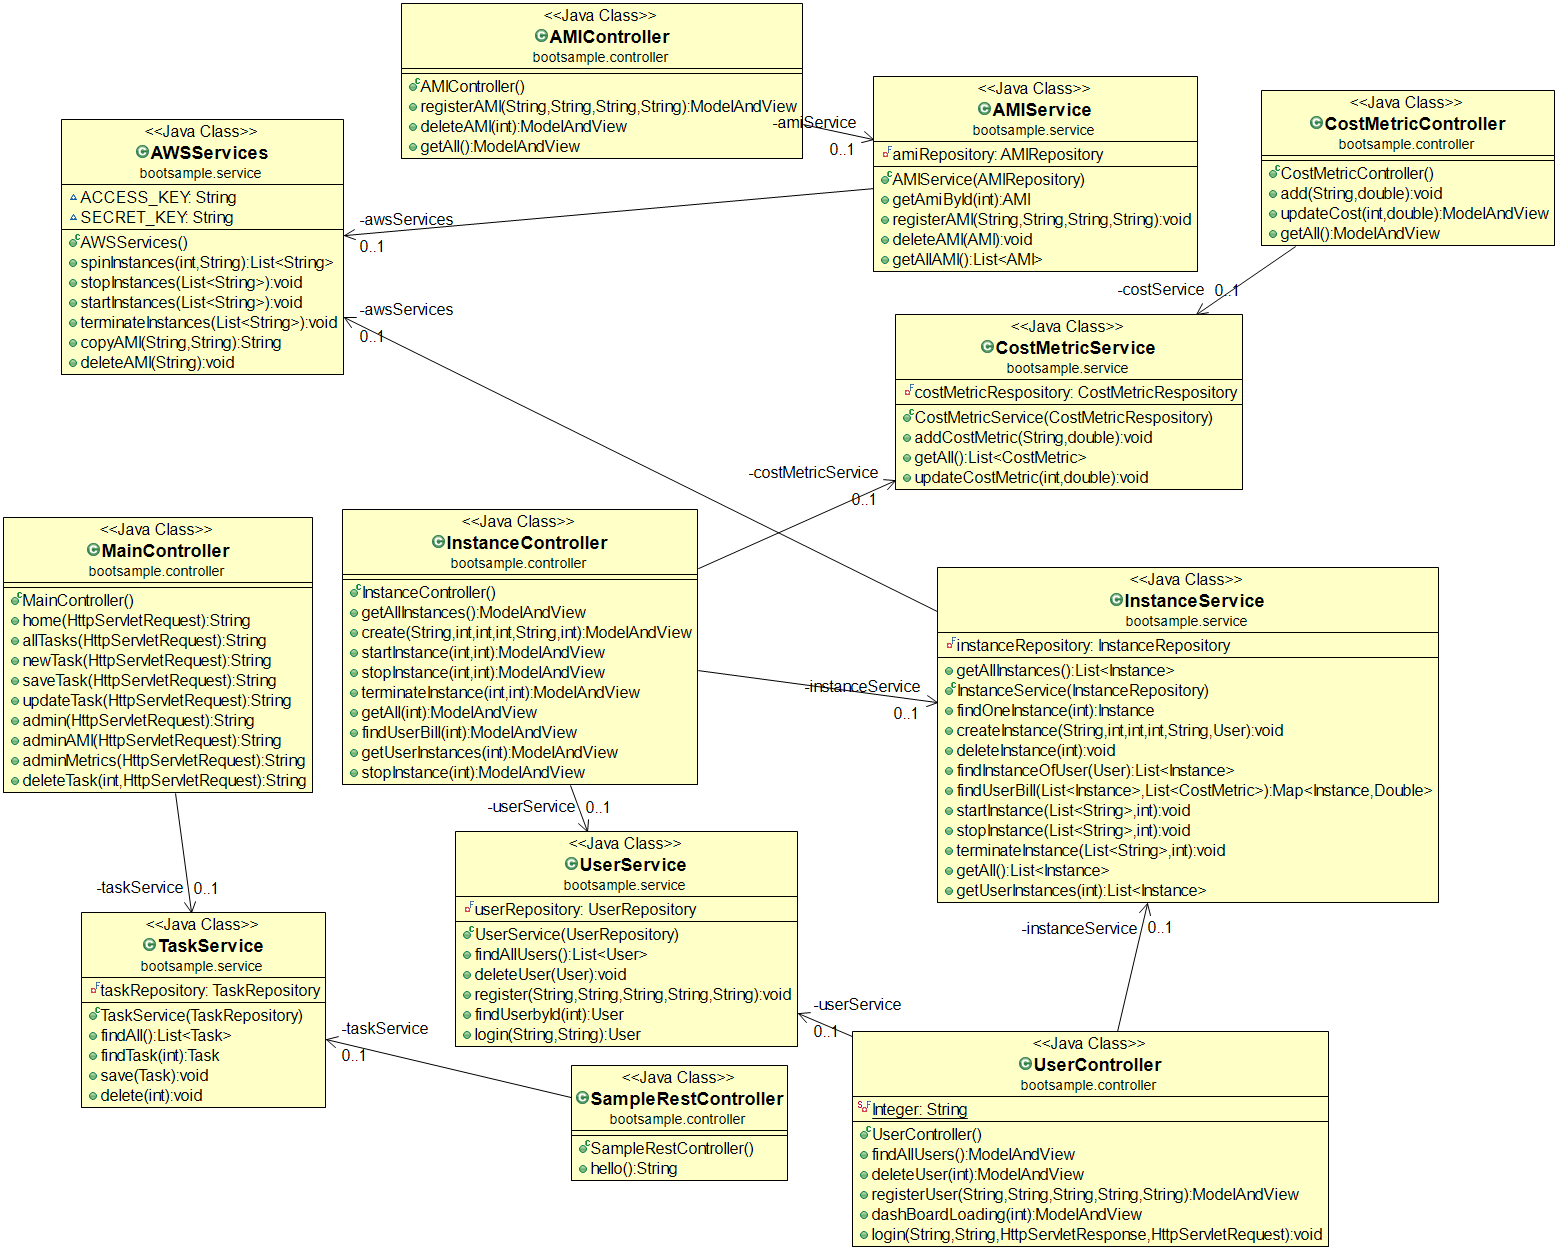 <<Java Class>>
AMIController
bootsample.controller
AMIController()
registerAMI(String,String,String,String):ModelAndView
deleteAMI(int):ModelAndView
getAll():ModelAndView
-amiService
0..1
<<Java Class>>
AMIService
bootsample.service
amiRepository: AMIRepository
AMIService(AMIRepository)
getAmiById(int):AMI
registerAMI(String,String,String,String):void
deleteAMI(AMI):void
getAllAMI():List<AMI>
<<Java Class>>
CostMetricController
bootsample.controller
CostMetricController()
add(String,double):void
updateCost(int,double):ModelAndView
getAll():ModelAndView
<<Java Class>>
AWSServices
bootsample.service
ACCESS_KEY: String
SECRET_KEY: String
AWSServices()
spinInstances(int,String):List<String>
stopInstances(List<String>):void
startInstances(List<String>):void
terminateInstances(List<String>):void
copyAMI(String,String):String
deleteAMI(String):void
-awsServices
0..1
-awsServices
0..1
-costService
0..1
<<Java Class>>
CostMetricService
bootsample.service
costMetricRespository: CostMetricRespository
CostMetricService(CostMetricRespository)
addCostMetric(String,double):void
getAll():List<CostMetric>
updateCostMetric(int,double):void
-costMetricService
0..1
<<Java Class>>
MainController
bootsample.controller
MainController()
home(HttpServletRequest):String
allTasks(HttpServletRequest):String
newTask(HttpServletRequest):String
saveTask(HttpServletRequest):String
updateTask(HttpServletRequest):String
admin(HttpServletRequest):String
adminAMI(HttpServletRequest):String
adminMetrics(HttpServletRequest):String
deleteTask(int,HttpServletRequest):String
<<Java Class>>
InstanceController
bootsample.controller
InstanceController()
getAllInstances():ModelAndView
create(String,int,int,int,String,int):ModelAndView
startInstance(int,int):ModelAndView
stopInstance(int,int):ModelAndView
terminateInstance(int,int):ModelAndView
getAll(int):ModelAndView
findUserBill(int):ModelAndView
getUserInstances(int):ModelAndView
stopInstance(int):ModelAndView
-instanceService
0..1
<<Java Class>>
InstanceService
bootsample.service
instanceRepository: InstanceRepository
getAllInstances():List<Instance>
InstanceService(InstanceRepository)
findOneInstance(int):Instance
createInstance(String,int,int,int,String,User):void
deleteInstance(int):void
findInstanceOfUser(User):List<Instance>
findUserBill(List<Instance>,List<CostMetric>):Map<Instance,Double>
startInstance(List<String>,int):void
stopInstance(List<String>,int):void
terminateInstance(List<String>,int):void
getAll():List<Instance>
getUserInstances(int):List<Instance>
-userService
0..1
-taskService
0..1
<<Java Class>>
UserService
bootsample.service
userRepository: UserRepository
UserService(UserRepository)
findAllUsers():List<User>
deleteUser(User):void
register(String,String,String,String,String):void
findUserbyId(int):User
login(String,String):User
<<Java Class>>
TaskService
bootsample.service
taskRepository: TaskRepository
TaskService(TaskRepository)
findAll():List<Task>
findTask(int):Task
save(Task):void
delete(int):void
-taskService
0..1
-instanceService
0..1
-userService
0..1
<<Java Class>>
SampleRestController
bootsample.controller
SampleRestController()
hello():String
<<Java Class>>
UserController
bootsample.controller
Integer: String
UserController()
findAllUsers():ModelAndView
deleteUser(int):ModelAndView
registerUser(String,String,String,String,String):ModelAndView
dashBoardLoading(int):ModelAndView
login(String,String,HttpServletResponse,HttpServletRequest):void